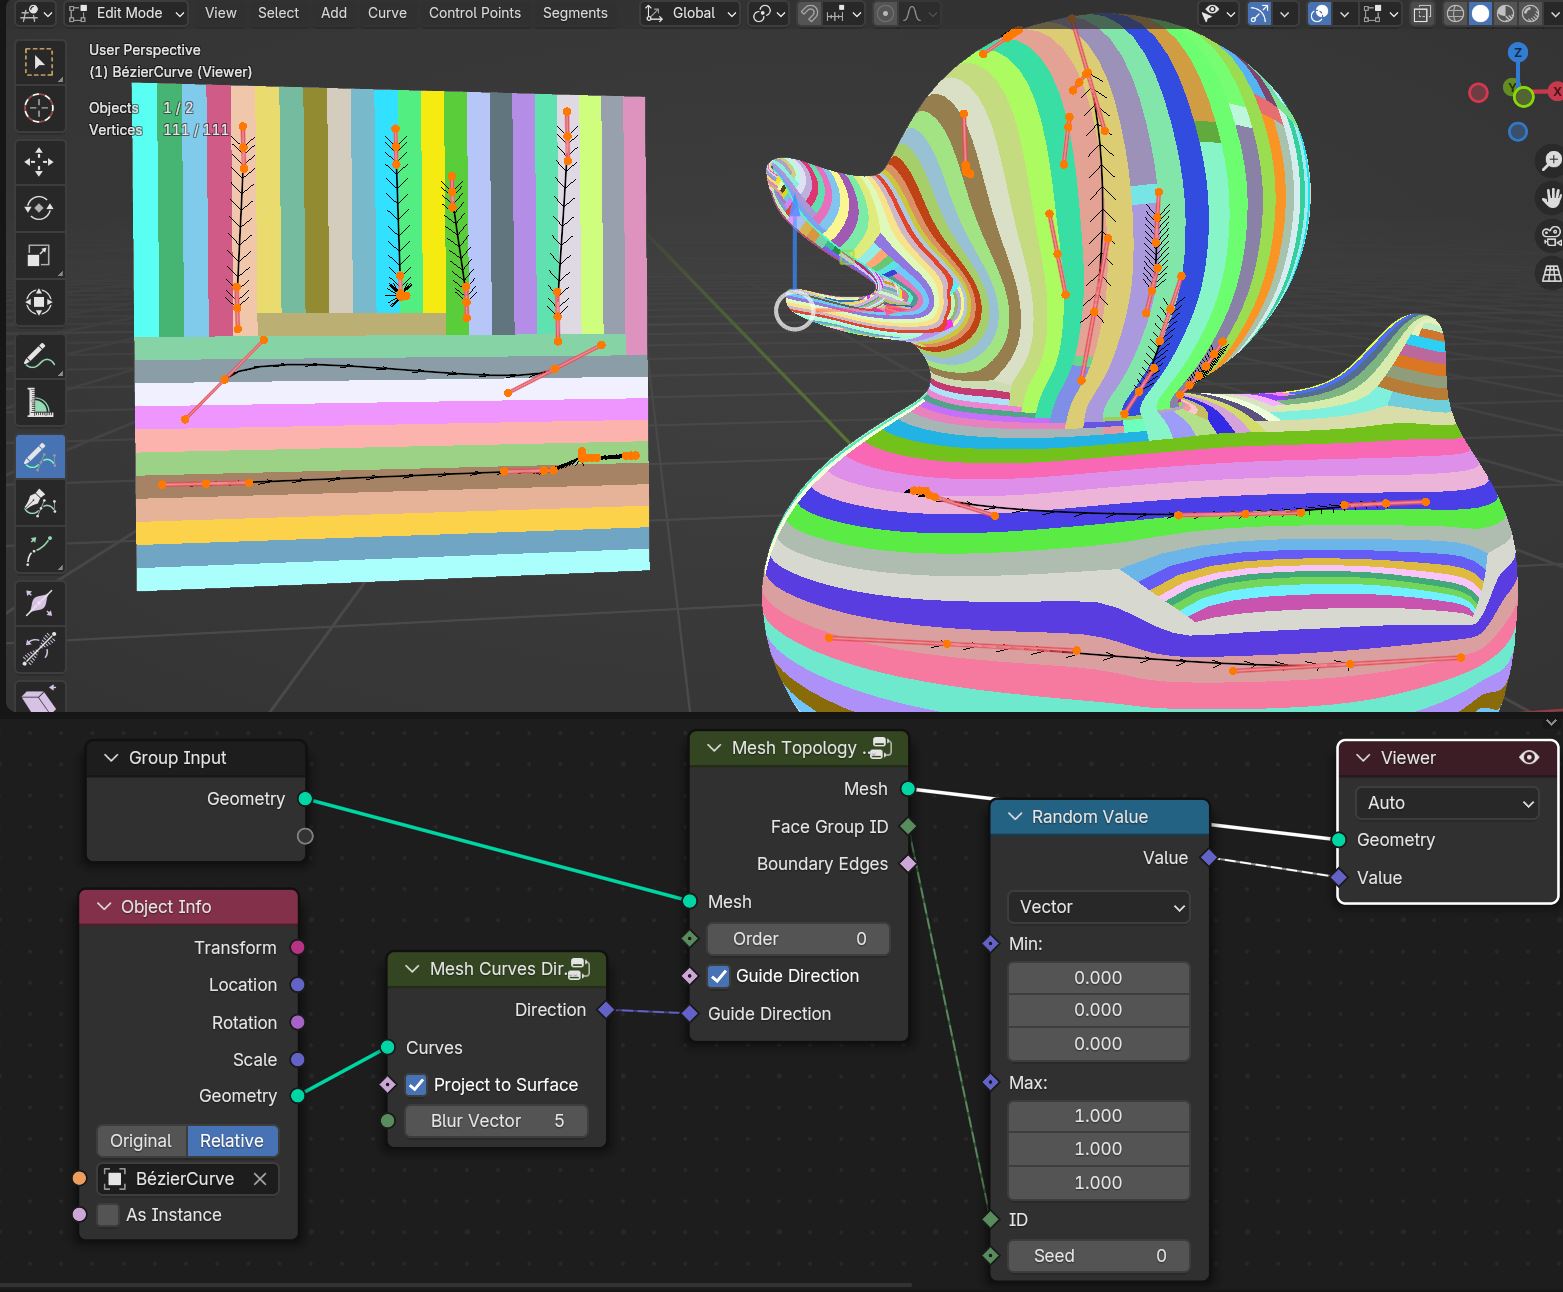 Edit Mode View Select Add Curve Control Points Segments Global
User Perspective
(1) BézierCurve (Viewer)
Objects 1 / 2
Vertices 111 / 111
Z
Y
X
Group Input
Geometry
Object Info
Transform
Location
Rotation
Scale
Geometry
Original Relative
BézierCurve
As Instance
Mesh Curves Dir..
Direction
Curves
Project to Surface
Blur Vector 5
Mesh Topology ..
Mesh
Face Group ID
Boundary Edges
Mesh
Order 0
Guide Direction
Guide Direction
Random Value
Value
Vector
Min:
0.000
0.000
0.000
Max:
1.000
1.000
1.000
ID
Seed 0
Viewer
Auto
Geometry
Value